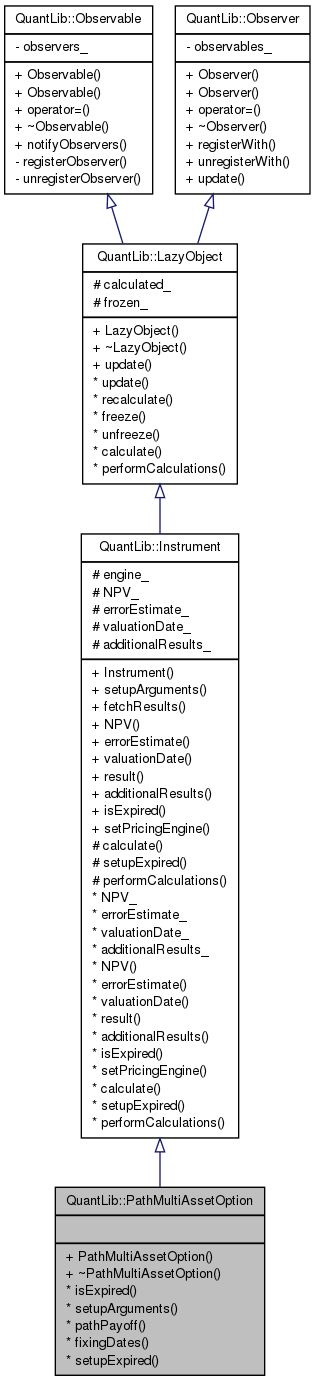 QuantLib::Observable
- observers_
+ Observable()
+ Observable()
+ operator=()
+ ~Observable()
+ notifyObservers()
- registerObserver()
- unregisterObserver()
QuantLib::Observer
- observables_
+ Observer()
+ Observer()
+ operator=()
+ ~Observer()
+ registerWith()
+ unregisterWith()
+ update()
QuantLib::LazyObject
# calculated_
# frozen_
+ LazyObject()
+ ~LazyObject()
+ update()
* update()
* recalculate()
* freeze()
* unfreeze()
* calculate()
* performCalculations()
QuantLib::Instrument
# engine_
# NPV_
# errorEstimate_
# valuationDate_
# additionalResults_
+ Instrument()
+ setupArguments()
+ fetchResults()
+ NPV()
+ errorEstimate()
+ valuationDate()
+ result()
+ additionalResults()
+ isExpired()
+ setPricingEngine()
# calculate()
# setupExpired()
# performCalculations()
* NPV_
* errorEstimate_
* valuationDate_
* additionalResults_
* NPV()
* errorEstimate()
* valuationDate()
* result()
* additionalResults()
* isExpired()
* setPricingEngine()
* calculate()
* setupExpired()
* performCalculations()
QuantLib::PathMultiAssetOption
+ PathMultiAssetOption()
+ ~PathMultiAssetOption()
* isExpired()
* setupArguments()
* pathPayoff()
* fixingDates()
* setupExpired()